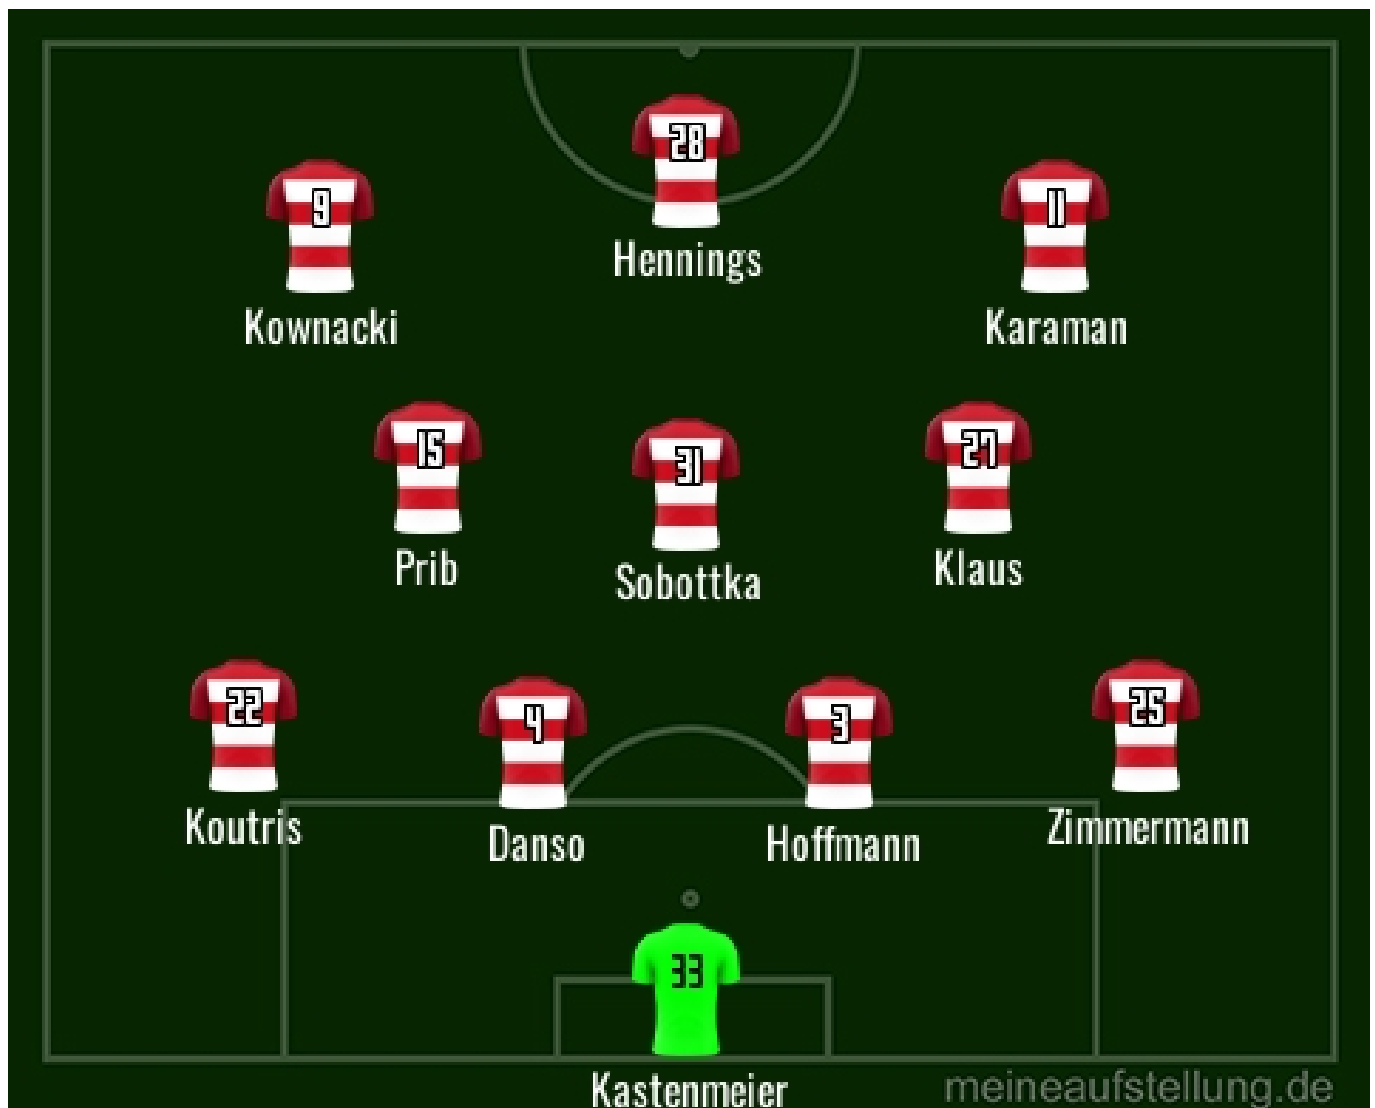 28
Hennings
9
Kownacki
11
Karaman
15
Prib
31
Sobottka
27
Klaus
22
Koutris
4
Danso
3
Hoffmann
25
Zimmermann
33
Kastenmeier
meineaufstellung.de